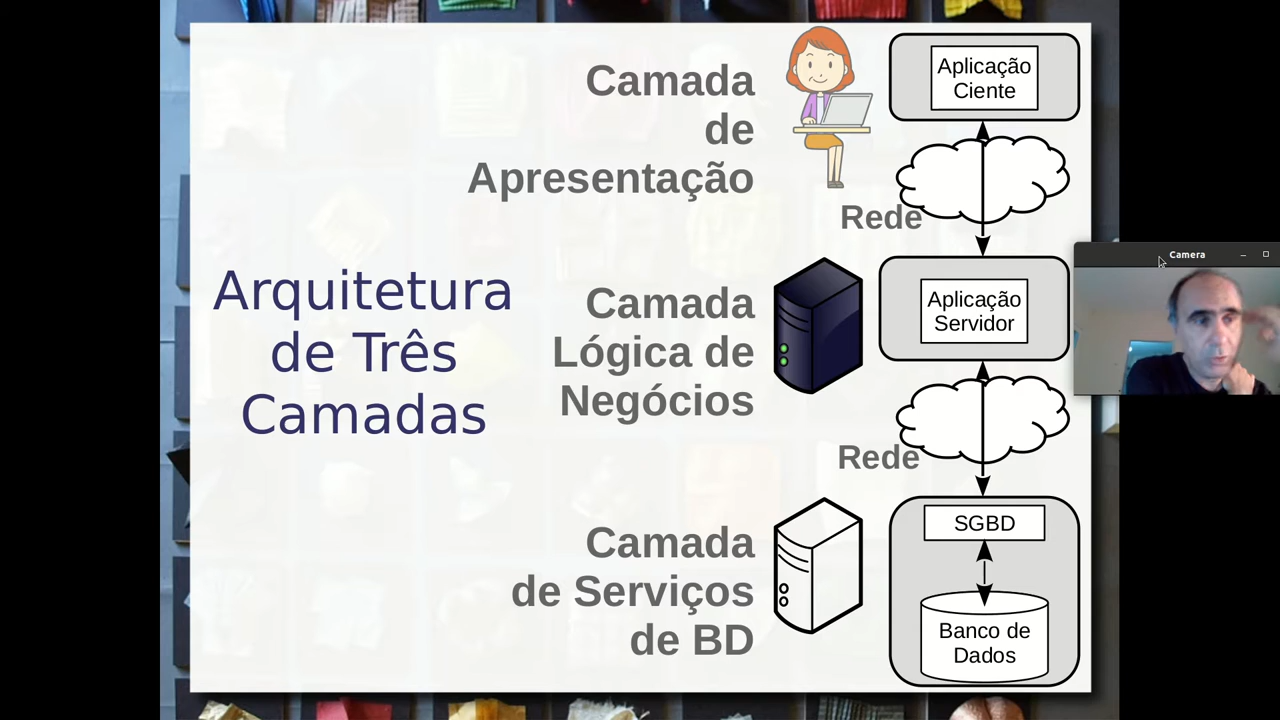 Camada
de
Apresentação
Aplicação
Ciente
Rede
Arquitetura
de Três
Camadas
Camada
Lógica de
Negócios
Aplicação
Servidor
Camera
Rede
Camada
de Serviços
de BD
SGBD
Banco de
Dados